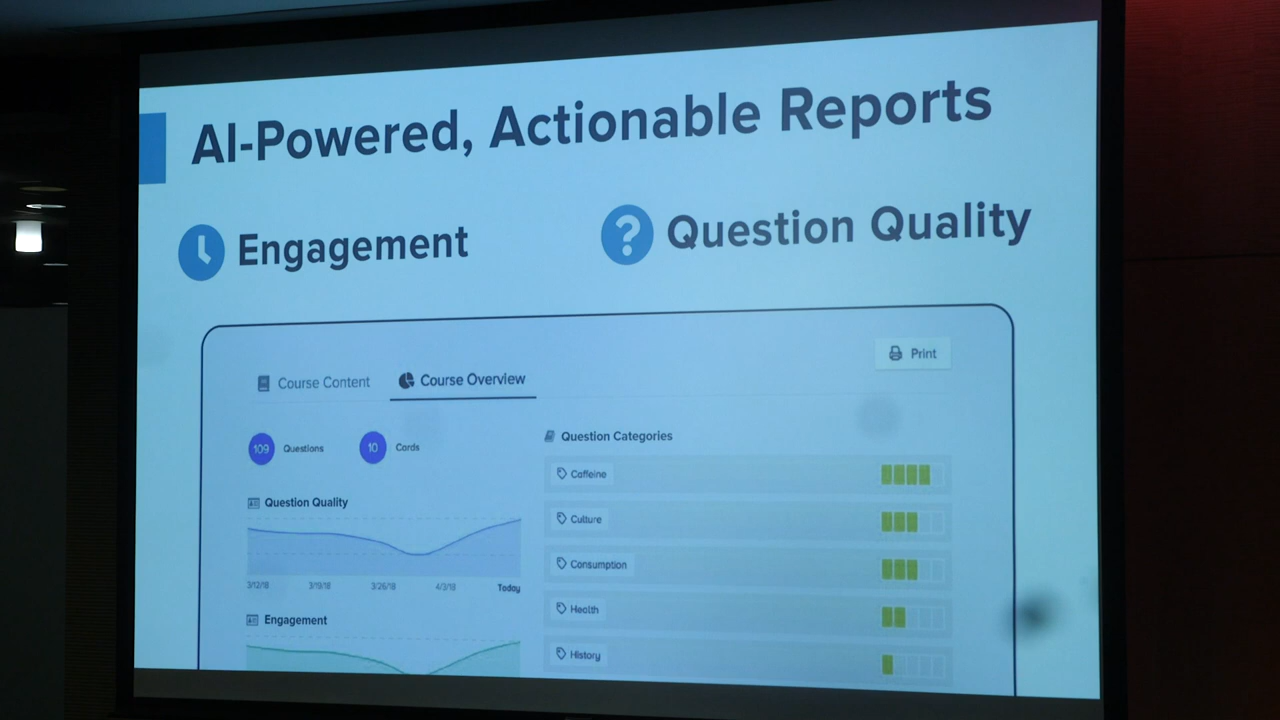 AI-Powered, Actionable Reports
Engagement
? Question Quality
Print
Course Content Course Overview
109 Questions 10 Cards
Question Categories
Caffeine
Culture
Consumption
Health
History
Question Quality
3/12/18 3/19/18 3/26/18 4/3/18 Today
Engagement